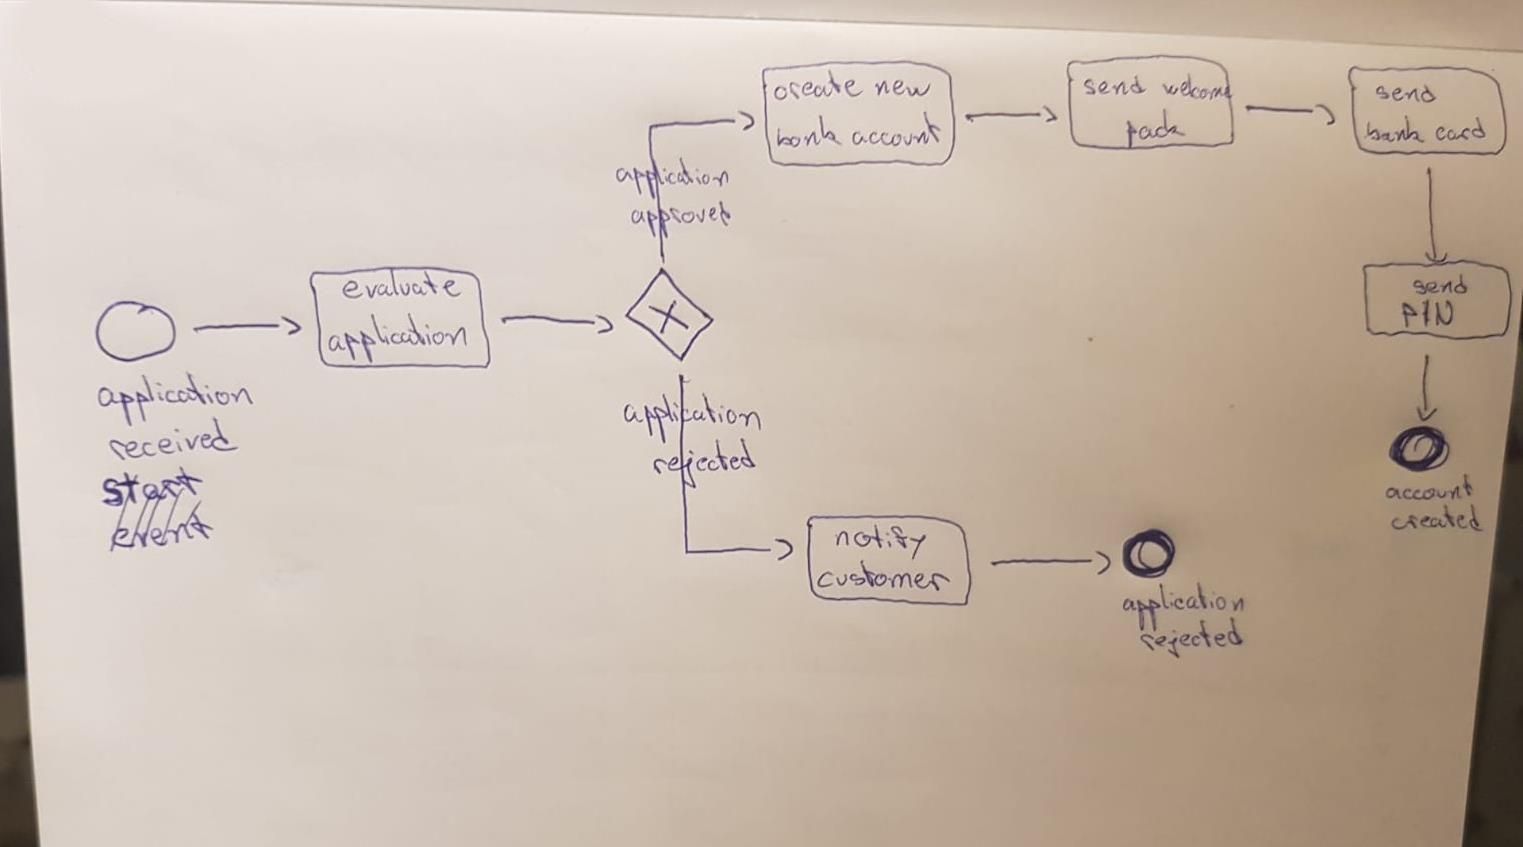 create new
bank account
send welcome
pack
send
bank card
application
approved
evaluate
application
send
PIN
application
received
start
event
application
rejected
account
created
notify
customer
application
rejected